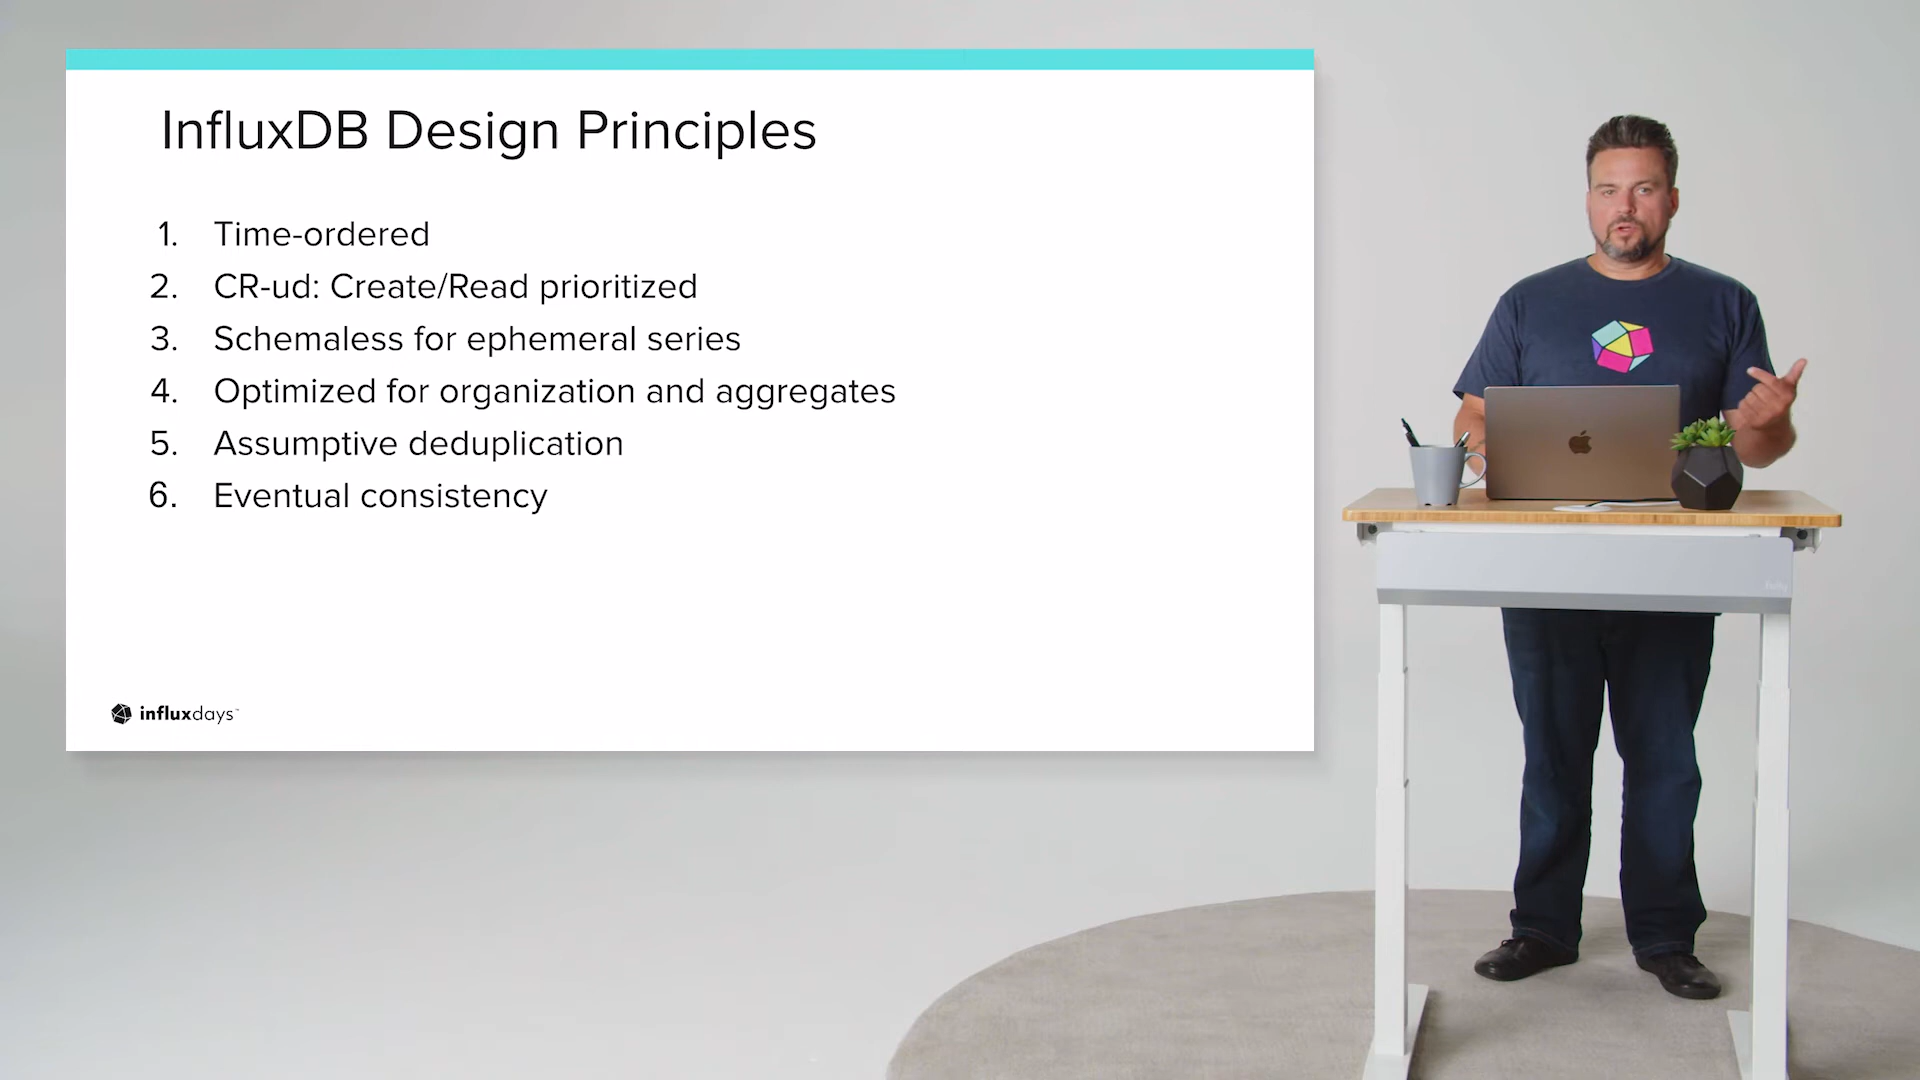 InfluxDB Design Principles
1. Time-ordered
2. CR-ud: Create/Read prioritized
3. Schemaless for ephemeral series
4. Optimized for organization and aggregates
5. Assumptive deduplication
6. Eventual consistency
influxdays™